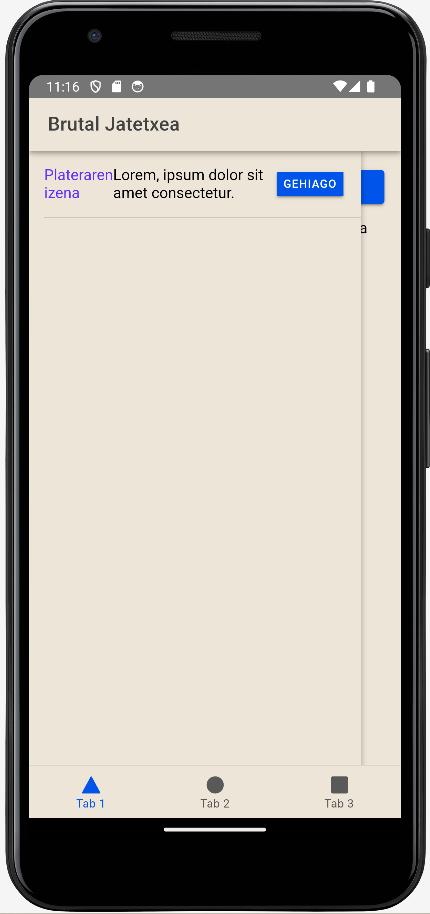 11:16
Brutal Jatetxea
Plateraren
izena
Lorem, ipsum dolor sit
amet consectetur.
GEHIAGO
a
Tab 1
Tab 2
Tab 3